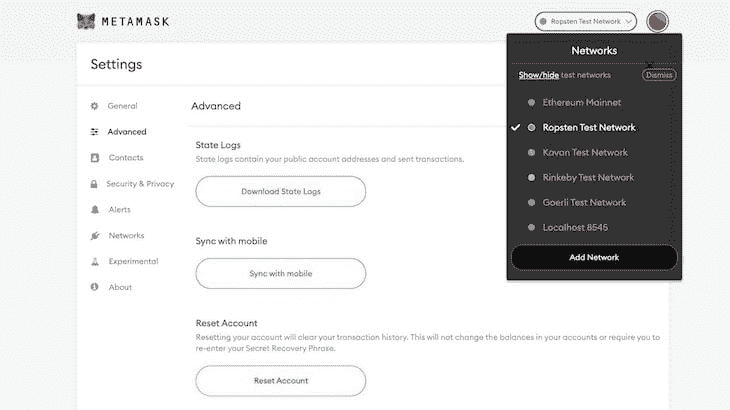 METAMASK
Ropsten Test Network
Settings
General
Advanced
Contacts
Security & Privacy
Alerts
Networks
Experimental
About
Advanced
State Logs
State logs contain your public account addresses and sent transactions.
Download State Logs
Sync with mobile
Sync with mobile
Reset Account
Resetting your account will clear your transaction history. This will not change the balances in your accounts or require you to
re-enter your Secret Recovery Phrase.
Reset Account
Networks
Show/hide test networks
Dismiss
Ethereum Mainnet
Ropsten Test Network
Kovan Test Network
Rinkeby Test Network
Goerli Test Network
Localhost 8545
Add Network